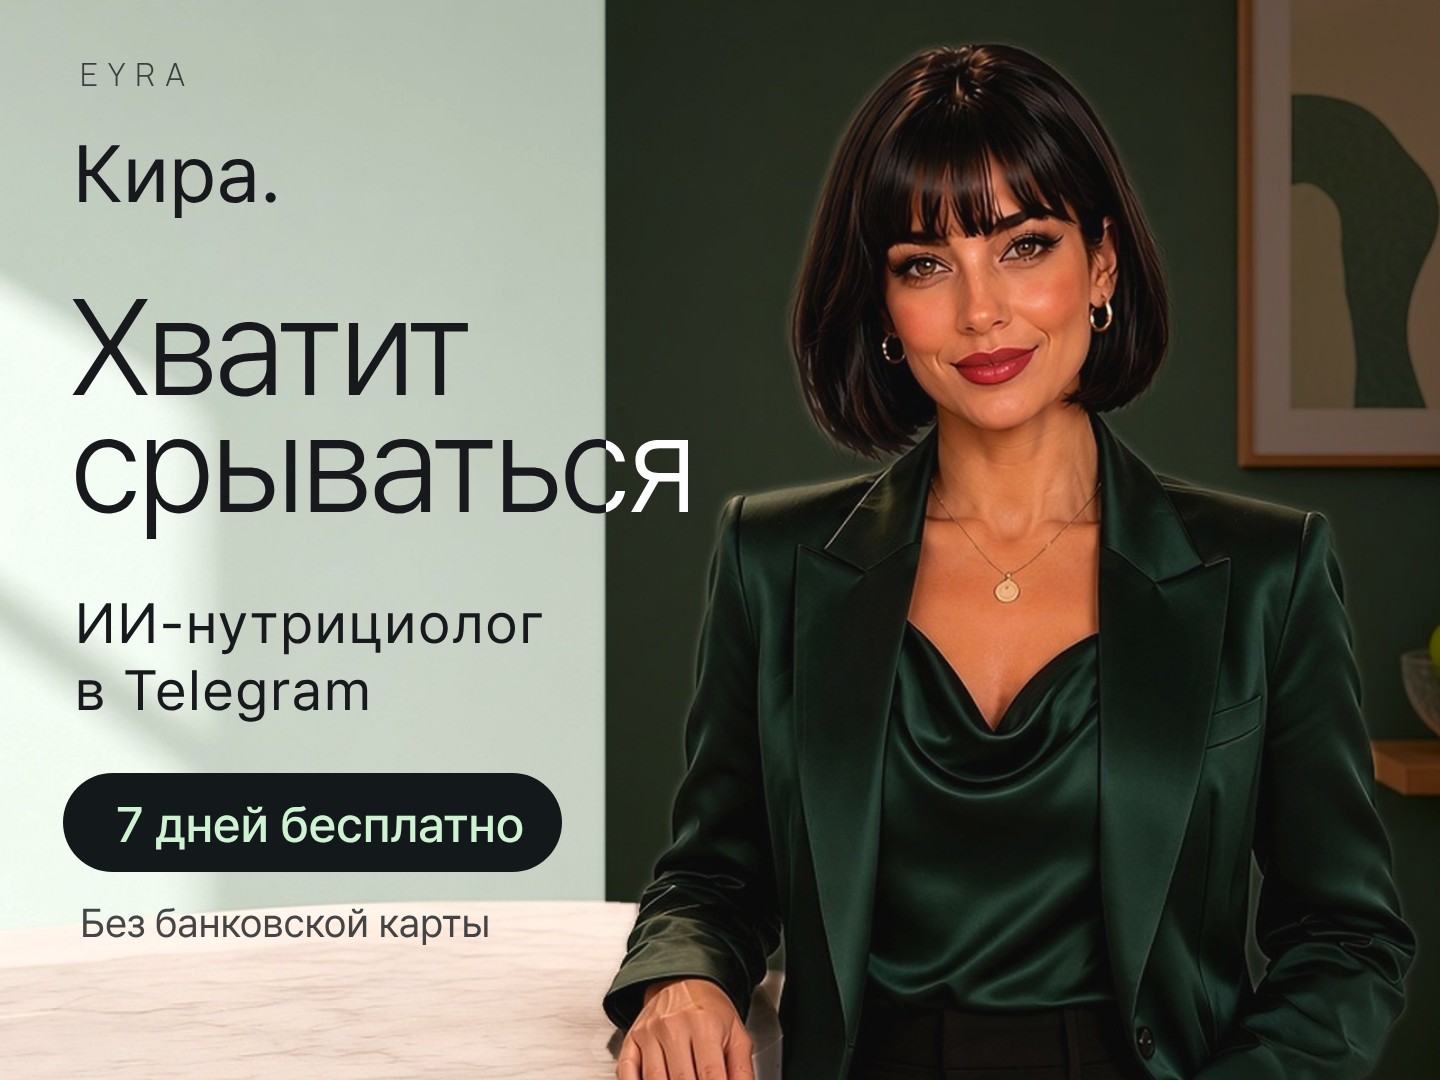 EYRA
Кира.
Хватит
срываться
ИИ-нутрициолог
в Telegram
7 дней бесплатно
Без банковской карты